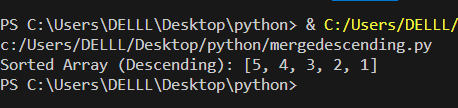 PS C:\Users\DELLL\Desktop\python> & C:/Users/DELLL/
c:/Users/DELLL/Desktop/python/mergedescending.py
Sorted Array (Descending): [5, 4, 3, 2, 1]
PS C:\Users\DELLL\Desktop\python>